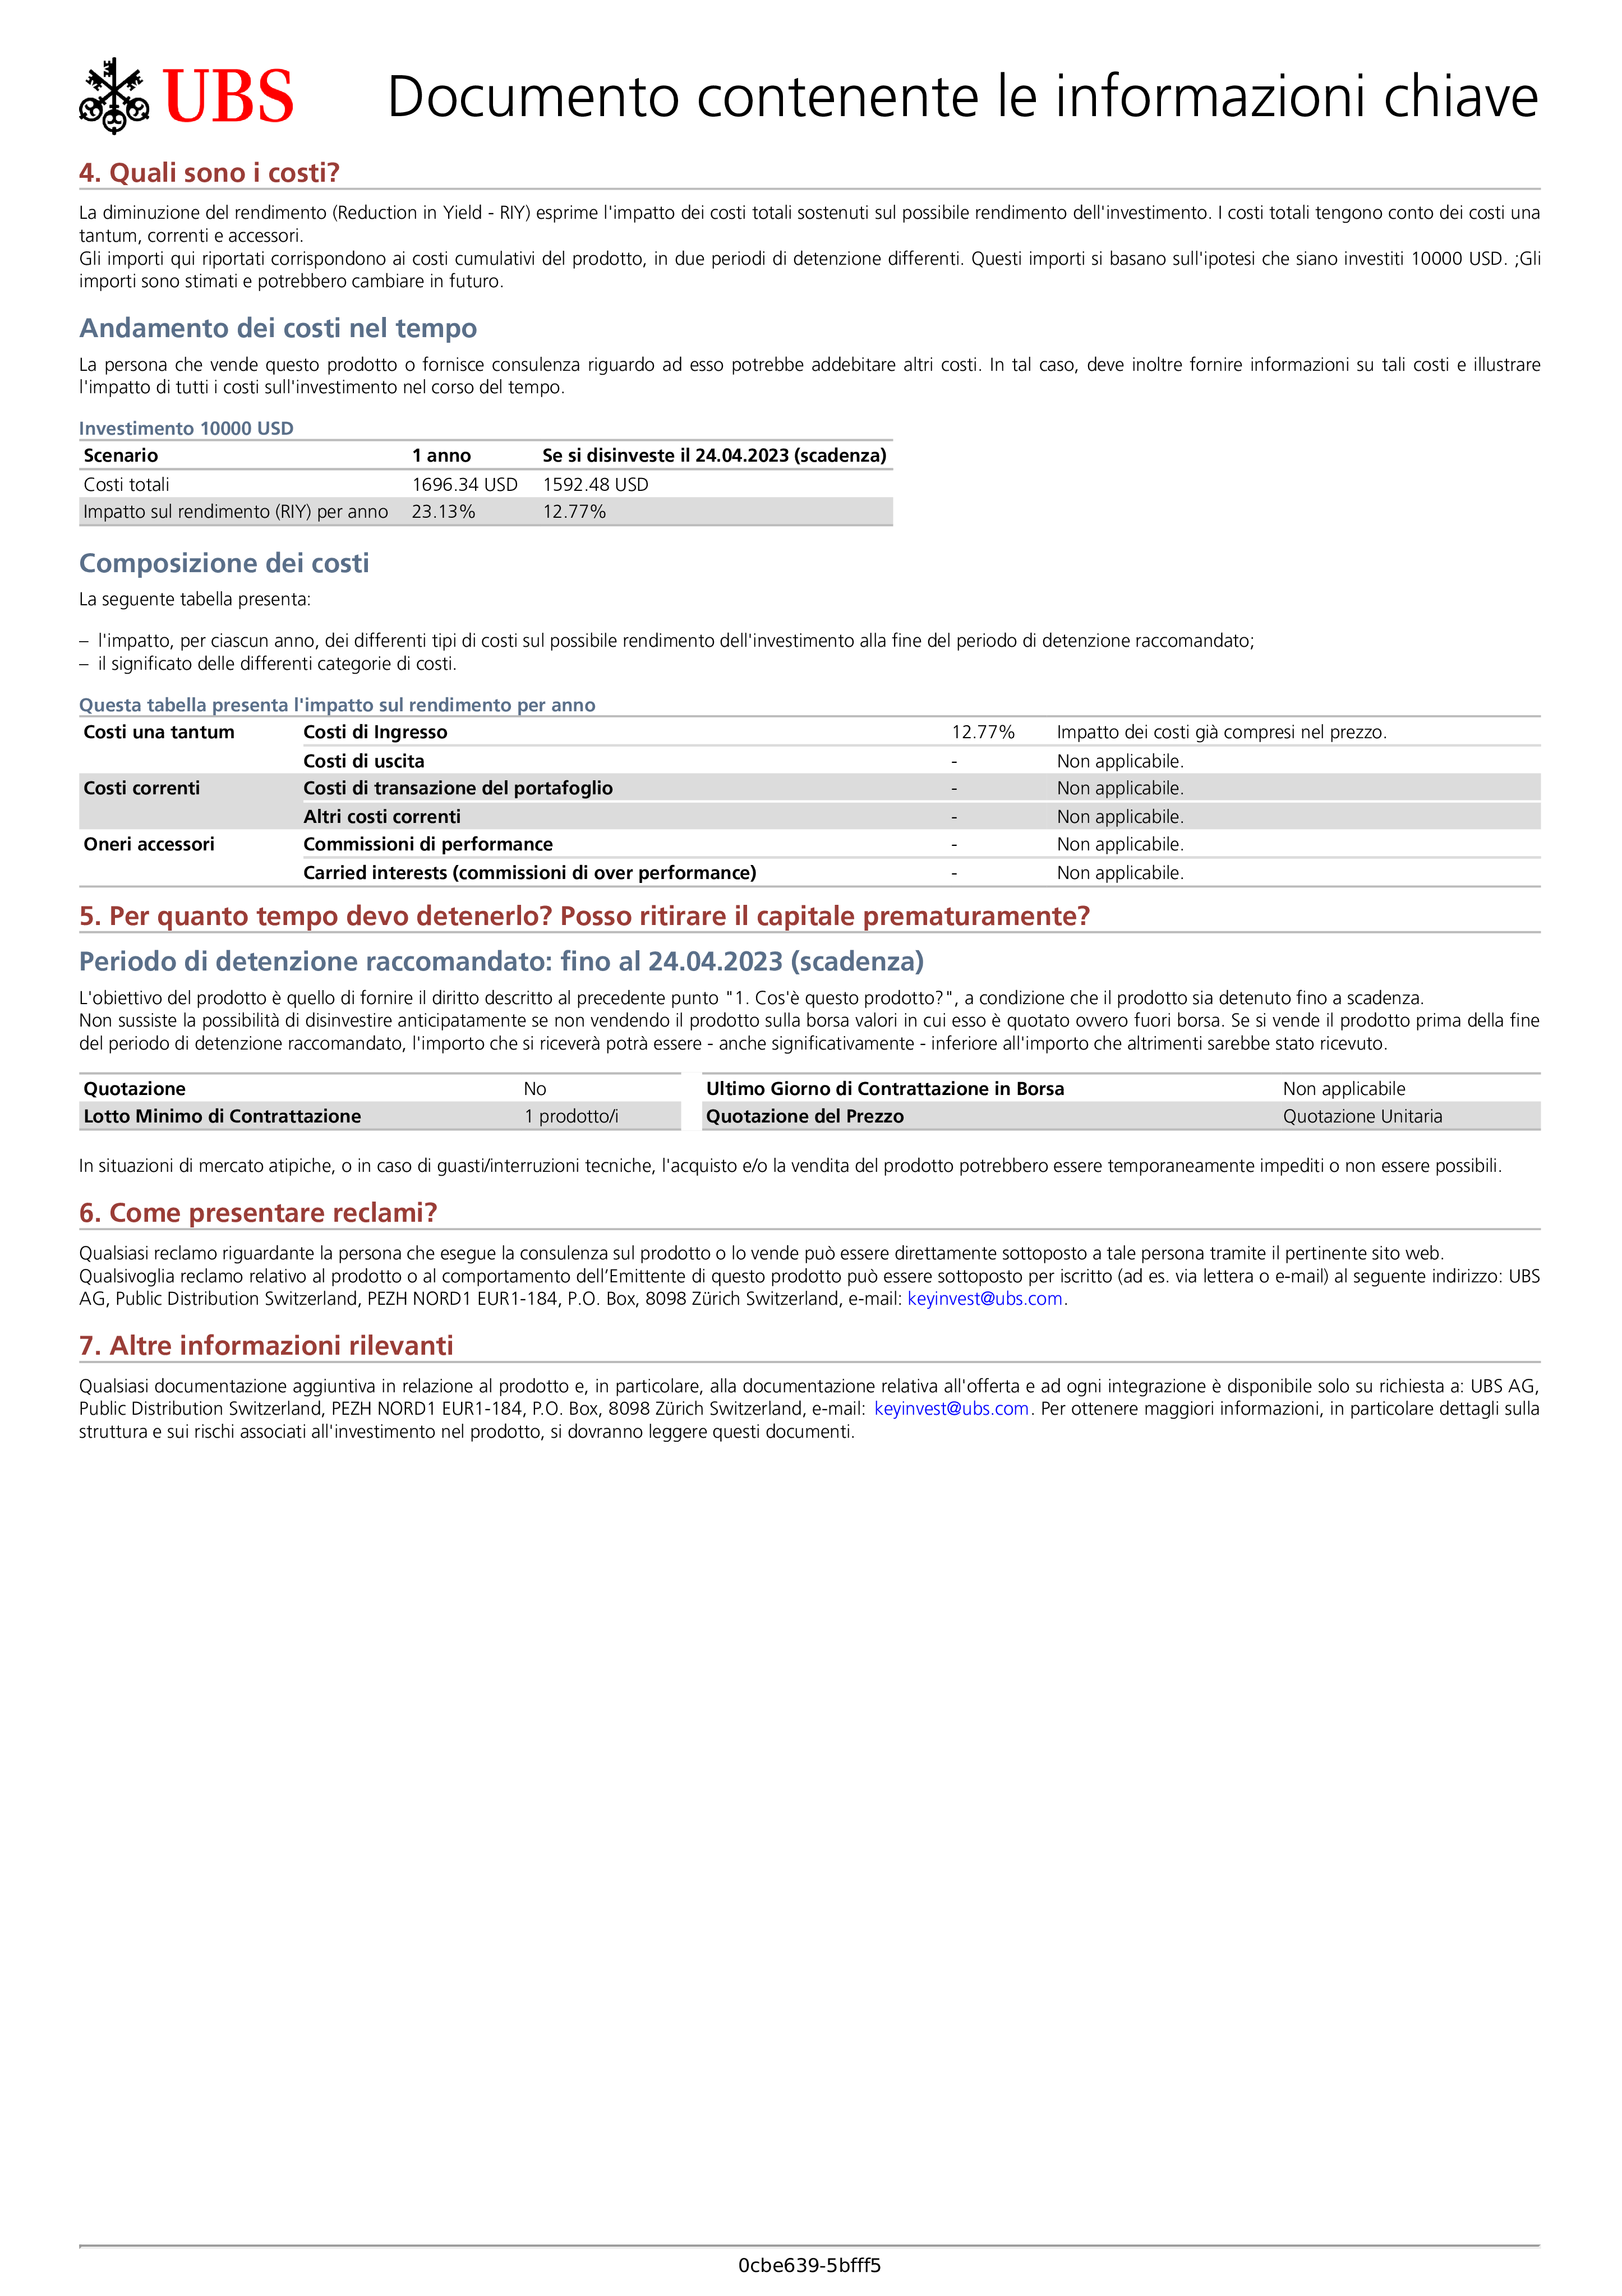 UBS
Documento contenente le informazioni chiave
4. Quali sono i costi?
La diminuzione del rendimento (Reduction in Yield - RIY) esprime l'impatto dei costi totali sostenuti sul possibile rendimento dell'investimento. I costi totali tengono conto dei costi una
tantum, correnti e accessori.
Gli importi qui riportati corrispondono ai costi cumulativi del prodotto, in due periodi di detenzione differenti. Questi importi si basano sull'ipotesi che siano investiti 10000 USD. ;Gli
importi sono stimati e potrebbero cambiare in futuro.
Andamento dei costi nel tempo
La persona che vende questo prodotto o fornisce consulenza riguardo ad esso potrebbe addebitare altri costi. In tal caso, deve inoltre fornire informazioni su tali costi e illustrare
l'impatto di tutti i costi sull'investimento nel corso del tempo.
Investimento 10000 USD
Scenario 1 anno Se si disinveste il 24.04.2023 (scadenza)
Costi totali 1696.34 USD 1592.48 USD
Impatto sul rendimento (RIY) per anno 23.13% 12.77%
Composizione dei costi
La seguente tabella presenta:
– l'impatto, per ciascun anno, dei differenti tipi di costi sul possibile rendimento dell'investimento alla fine del periodo di detenzione raccomandato;
– il significato delle differenti categorie di costi.
Questa tabella presenta l'impatto sul rendimento per anno
Costi una tantum Costi di Ingresso 12.77% Impatto dei costi già compresi nel prezzo.
Costi di uscita - Non applicabile.
Costi correnti Costi di transazione del portafoglio - Non applicabile.
Altri costi correnti - Non applicabile.
Oneri accessori Commissioni di performance - Non applicabile.
Carried interests (commissioni di over performance) - Non applicabile.
5. Per quanto tempo devo detenerlo? Posso ritirare il capitale prematuramente?
Periodo di detenzione raccomandato: fino al 24.04.2023 (scadenza)
L'obiettivo del prodotto è quello di fornire il diritto descritto al precedente punto "1. Cos'è questo prodotto?", a condizione che il prodotto sia detenuto fino a scadenza.
Non sussiste la possibilità di disinvestire anticipatamente se non vendendo il prodotto sulla borsa valori in cui esso è quotato ovvero fuori borsa. Se si vende il prodotto prima della fine
del periodo di detenzione raccomandato, l'importo che si riceverà potrà essere - anche significativamente - inferiore all'importo che altrimenti sarebbe stato ricevuto.
Quotazione No Ultimo Giorno di Contrattazione in Borsa Non applicabile
Lotto Minimo di Contrattazione 1 prodotto/i Quotazione del Prezzo Quotazione Unitaria
In situazioni di mercato atipiche, o in caso di guasti/interruzioni tecniche, l'acquisto e/o la vendita del prodotto potrebbero essere temporaneamente impediti o non essere possibili.
6. Come presentare reclami?
Qualsiasi reclamo riguardante la persona che esegue la consulenza sul prodotto o lo vende può essere direttamente sottoposto a tale persona tramite il pertinente sito web.
Qualsivoglia reclamo relativo al prodotto o al comportamento dell’Emittente di questo prodotto può essere sottoposto per iscritto (ad es. via lettera o e-mail) al seguente indirizzo: UBS
AG, Public Distribution Switzerland, PEZH NORD1 EUR1-184, P.O. Box, 8098 Zürich Switzerland, e-mail: keyinvest@ubs.com.
7. Altre informazioni rilevanti
Qualsiasi documentazione aggiuntiva in relazione al prodotto e, in particolare, alla documentazione relativa all'offerta e ad ogni integrazione è disponibile solo su richiesta a: UBS AG,
Public Distribution Switzerland, PEZH NORD1 EUR1-184, P.O. Box, 8098 Zürich Switzerland, e-mail: keyinvest@ubs.com. Per ottenere maggiori informazioni, in particolare dettagli sulla
struttura e sui rischi associati all'investimento nel prodotto, si dovranno leggere questi documenti.
0cbe639-5bfff5